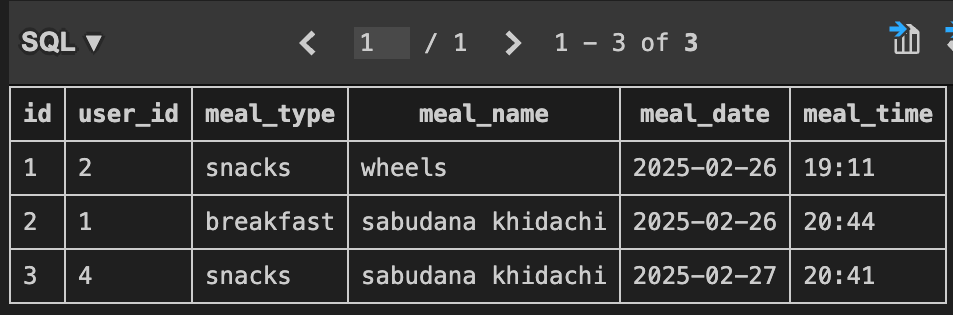 SQL ▼ < 1 / 1 > 1 - 3 of 3
id user_id meal_type meal_name meal_date meal_time
1 2 snacks wheels 2025-02-26 19:11
2 1 breakfast sabudana khidachi 2025-02-26 20:44
3 4 snacks sabudana khidachi 2025-02-27 20:41